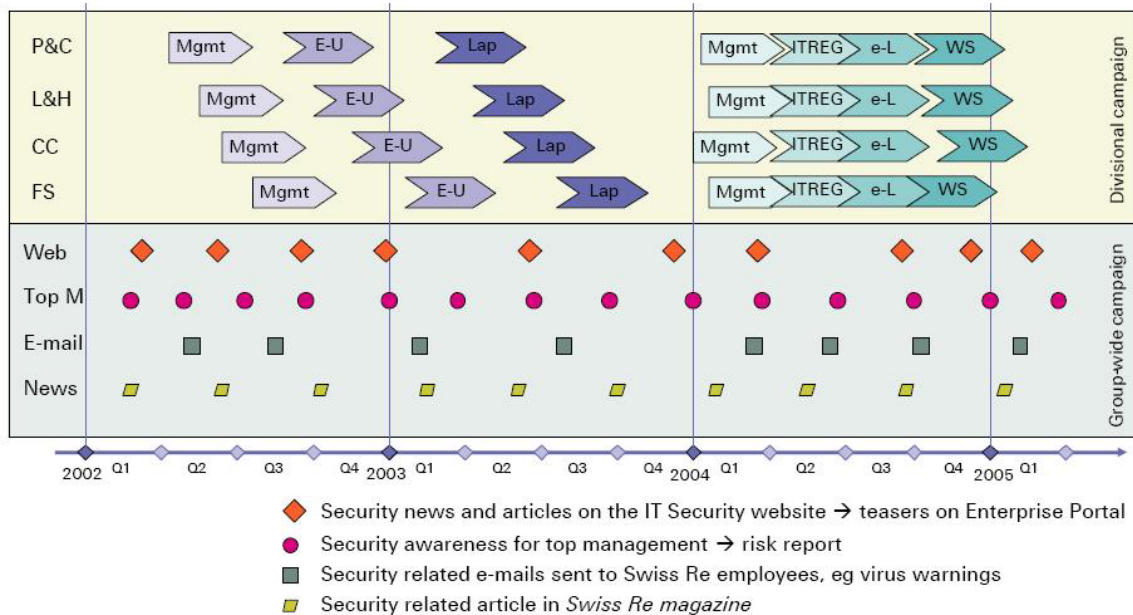 P&C Mgmt E-U Lap Mgmt ITREG e-L WS
L&H Mgmt E-U Lap Mgmt ITREG e-L WS
CC Mgmt E-U Lap Mgmt ITREG e-L WS
FS Mgmt E-U Lap Mgmt ITREG e-L WS
Divisional campaign
Web
Top M
E-mail
News
Group-wide campaign
2002 Q1 Q2 Q3 Q4 2003 Q1 Q2 Q3 Q4 2004 Q1 Q2 Q3 Q4 2005 Q1
Security news and articles on the IT Security website → teasers on Enterprise Portal
Security awareness for top management → risk report
Security related e-mails sent to Swiss Re employees, eg virus warnings
Security related article in Swiss Re magazine